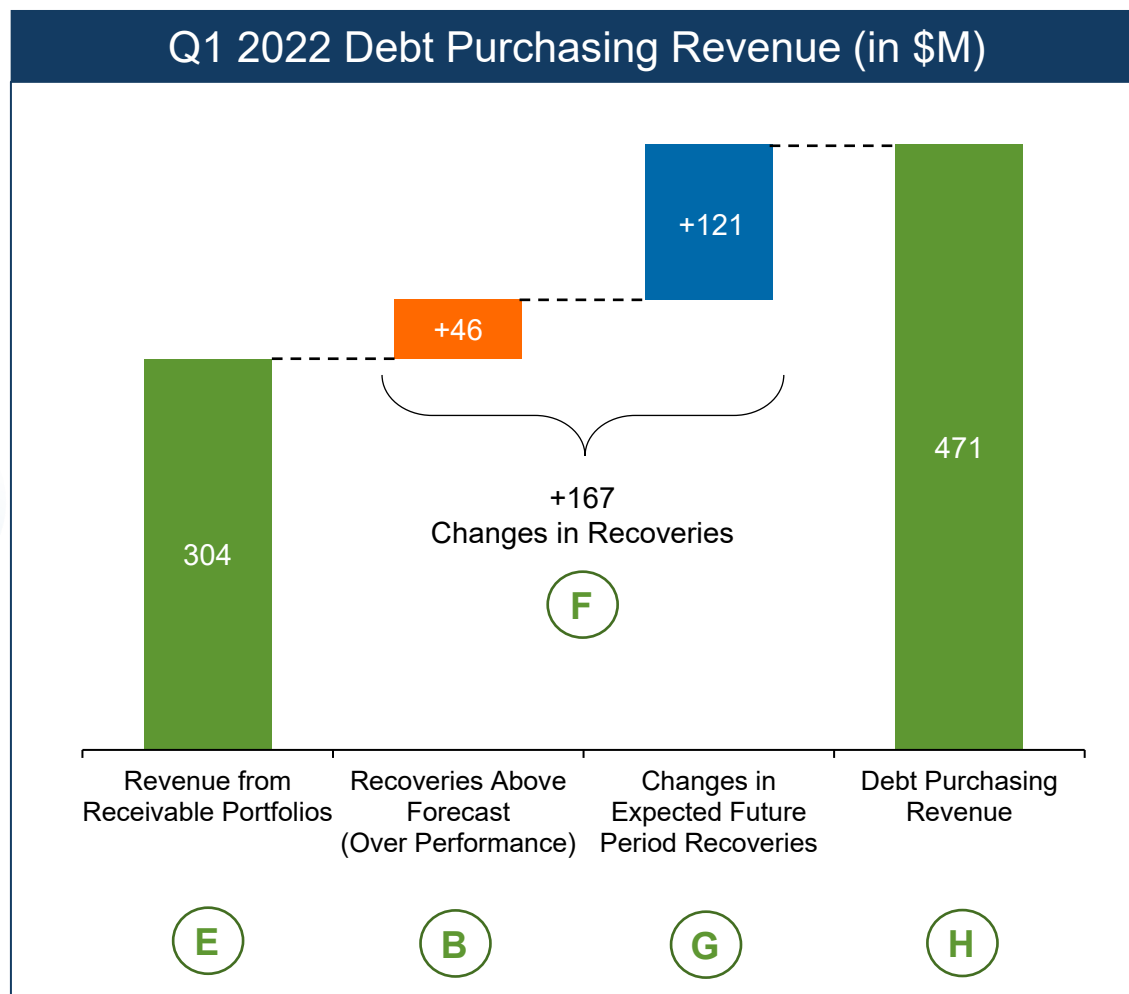 Q1 2022 Debt Purchasing Revenue (in $M)
+121
+46
471
+167
Changes in Recoveries
304
F
Revenue from
Receivable Portfolios
Recoveries Above
Forecast
(Over Performance)
Changes in
Expected Future
Period Recoveries
Debt Purchasing
Revenue
E
B
G
H